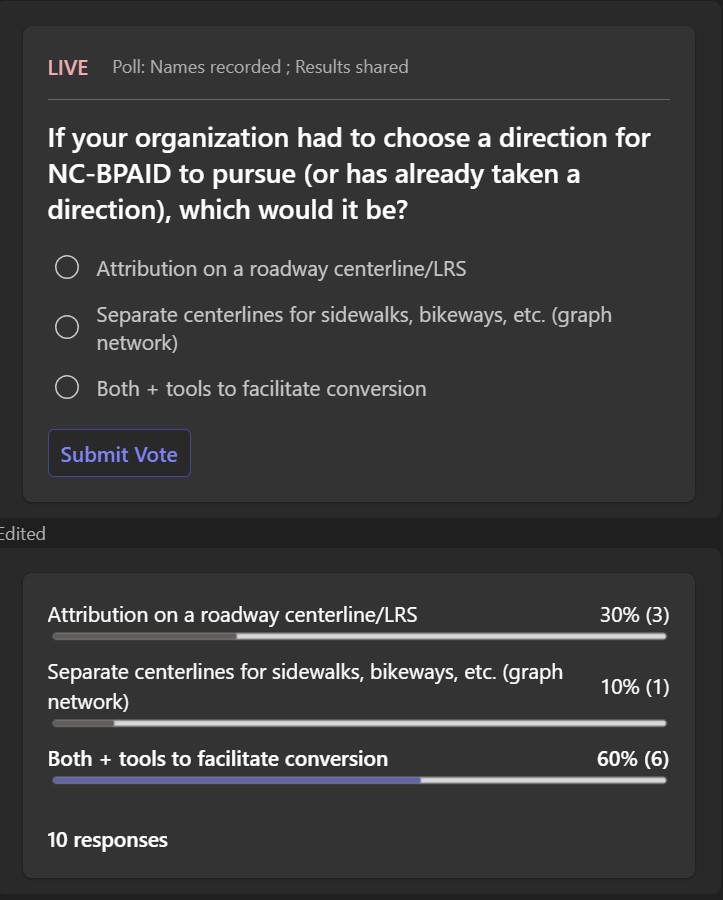 LIVE Poll: Names recorded ; Results shared
If your organization had to choose a direction for
NC-BPAID to pursue (or has already taken a
direction), which would it be?
Attribution on a roadway centerline/LRS
Separate centerlines for sidewalks, bikeways, etc. (graph
network)
Both + tools to facilitate conversion
Submit Vote
Edited
Attribution on a roadway centerline/LRS 30% (3)
Separate centerlines for sidewalks, bikeways, etc. (graph
network) 10% (1)
Both + tools to facilitate conversion 60% (6)
10 responses